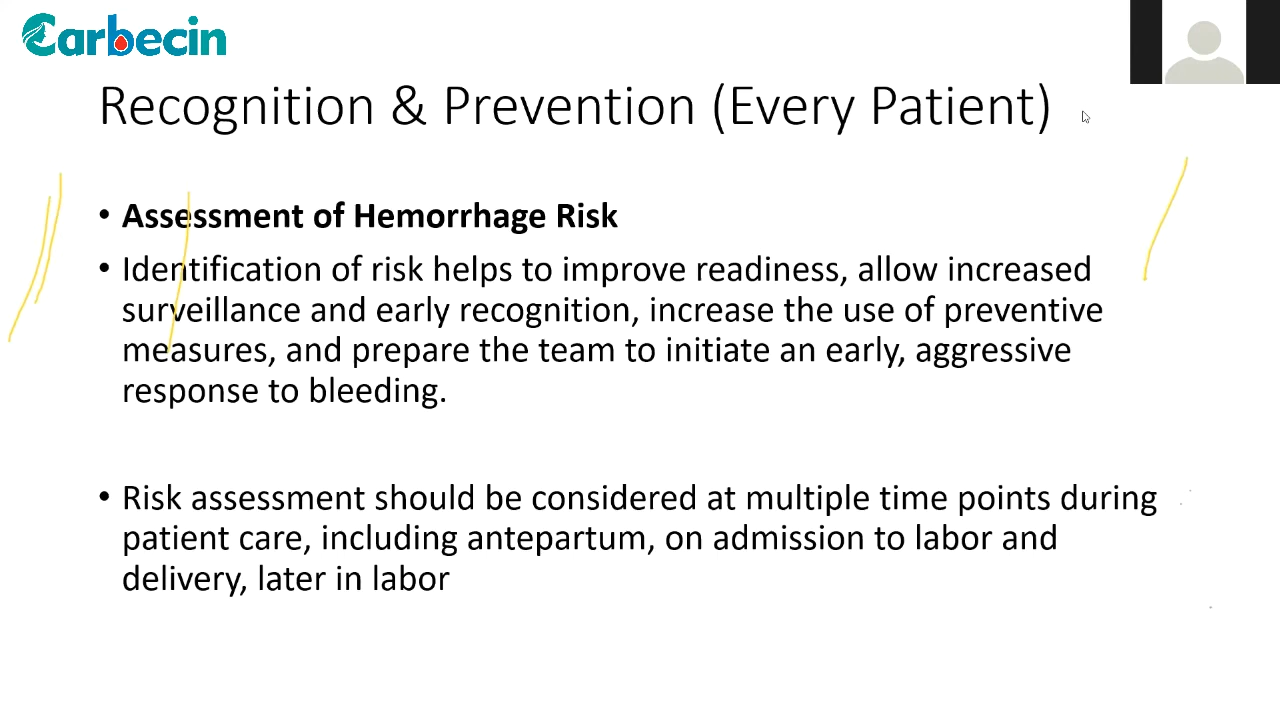 Carbecin
Recognition & Prevention (Every Patient)
• Assessment of Hemorrhage Risk
• Identification of risk helps to improve readiness, allow increased
surveillance and early recognition, increase the use of preventive
measures, and prepare the team to initiate an early, aggressive
response to bleeding.
• Risk assessment should be considered at multiple time points during
patient care, including antepartum, on admission to labor and
delivery, later in labor